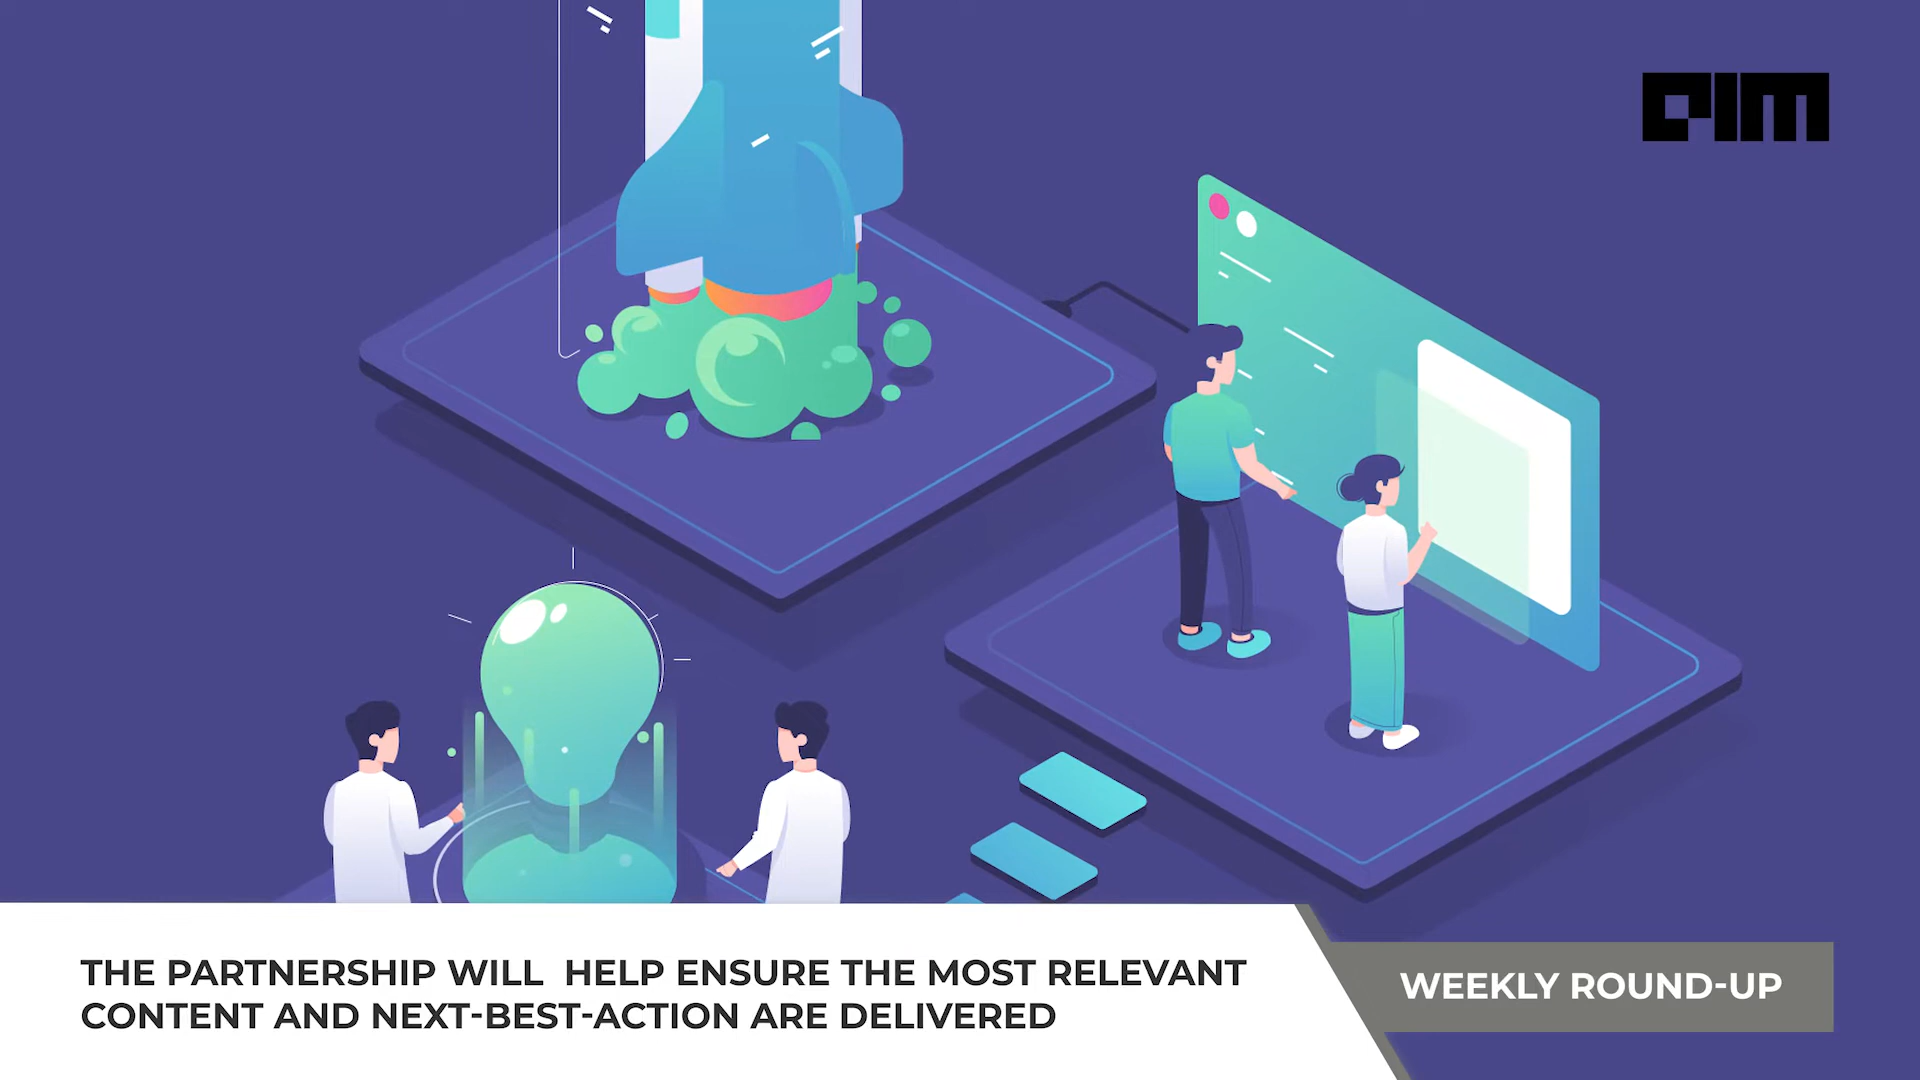 AIM
THE PARTNERSHIP WILL  HELP ENSURE THE MOST RELEVANT
CONTENT AND NEXT-BEST-ACTION ARE DELIVERED
WEEKLY ROUND-UP